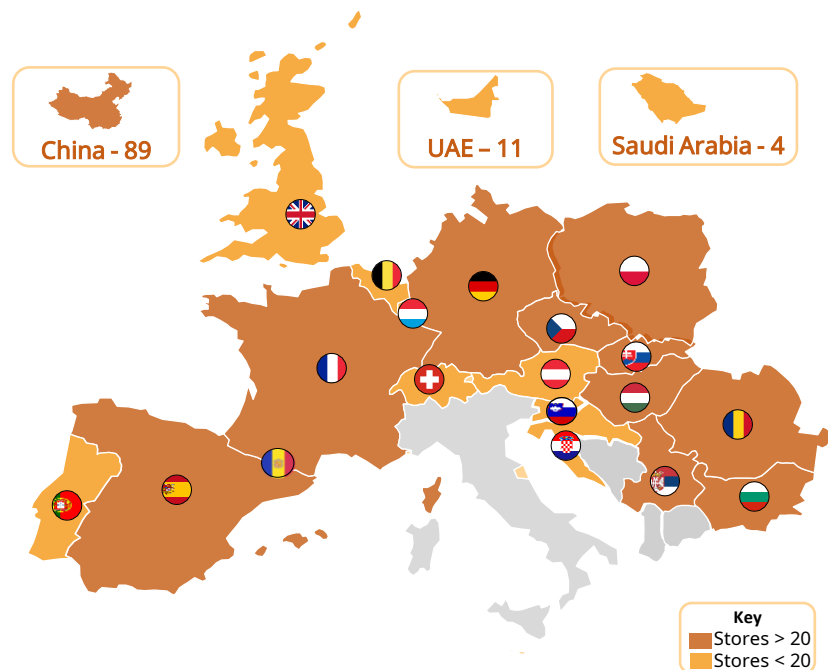 China - 89
UAE – 11
Saudi Arabia - 4
Key
Stores > 20
Stores < 20